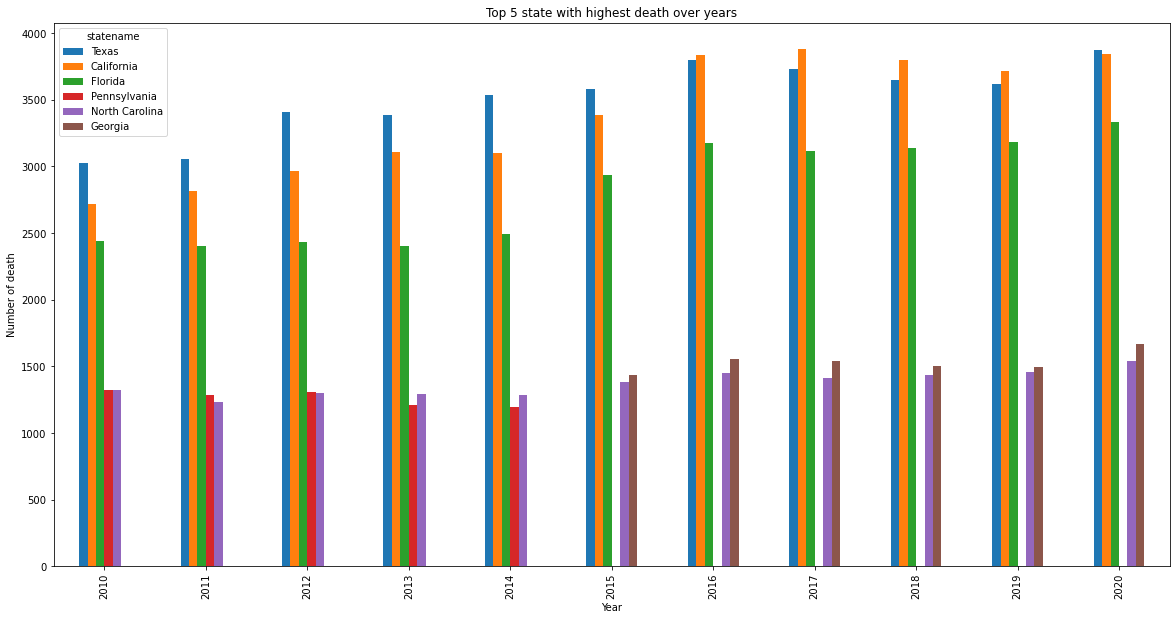 Top 5 state with highest death over years
statename
Texas
California
Florida
Pennsylvania
North Carolina
Georgia
Number of death
4000
3500
3000
2500
2000
1500
1000
500
0
2010
2011
2012
2013
2014
2015
2016
2017
2018
2019
2020
Year